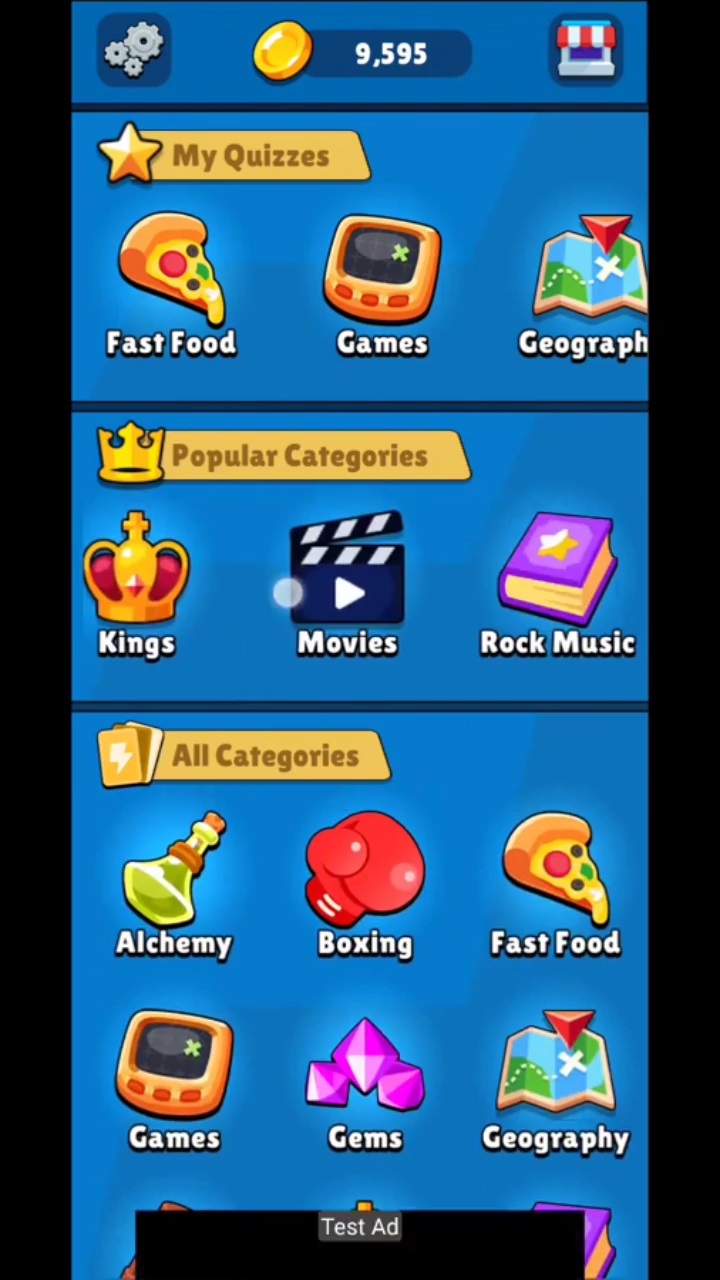 9,595
My Quizzes
Fast Food
Games
Geograph
Popular Categories
Kings
Movies
Rock Music
All Categories
Alchemy
Boxing
Fast Food
Games
Gems
Geography
Test Ad